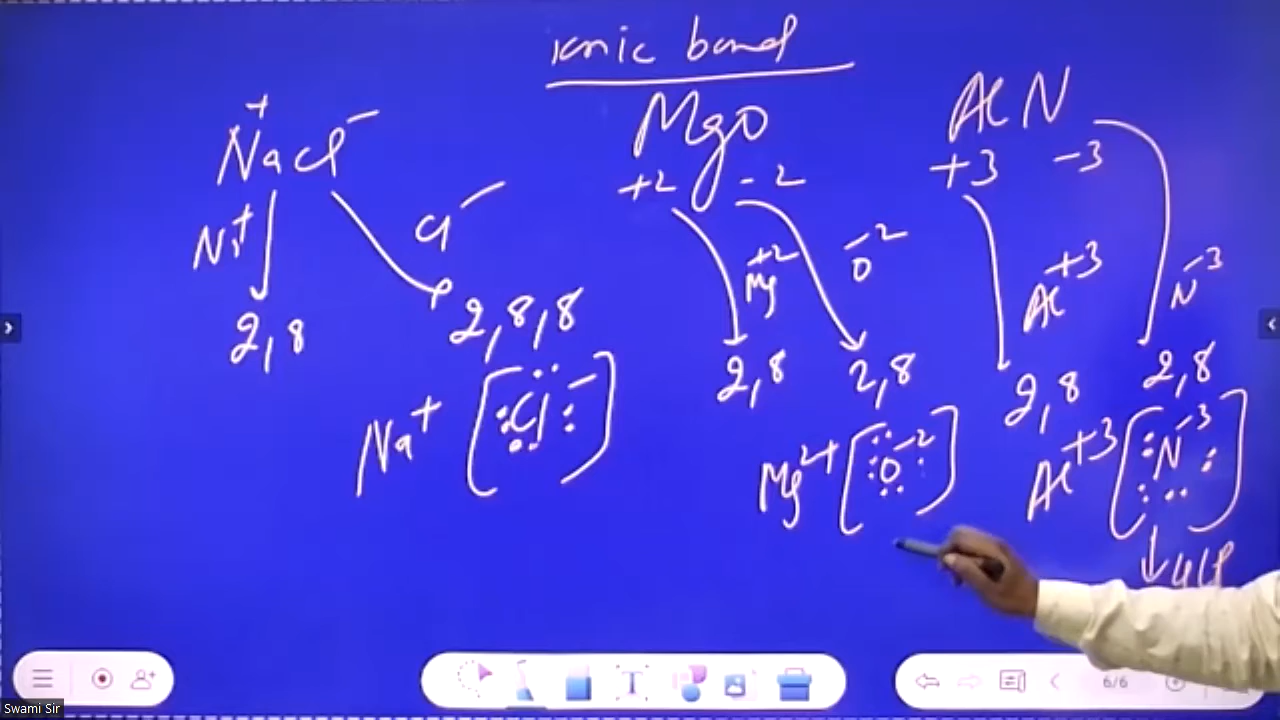 ionic bond
NaCl
+ -
Na+
Cl-
2,8
2,8,8
Na+ [Cl-]
MgO
+2 -2
Mg+2
O-2
2,8 2,8
Mg2+ [O-2]
AlN
+3 -3
Al+3
N-3
2,8 2,8
Al+3 [N-3]
T
6/6
Swami Sir